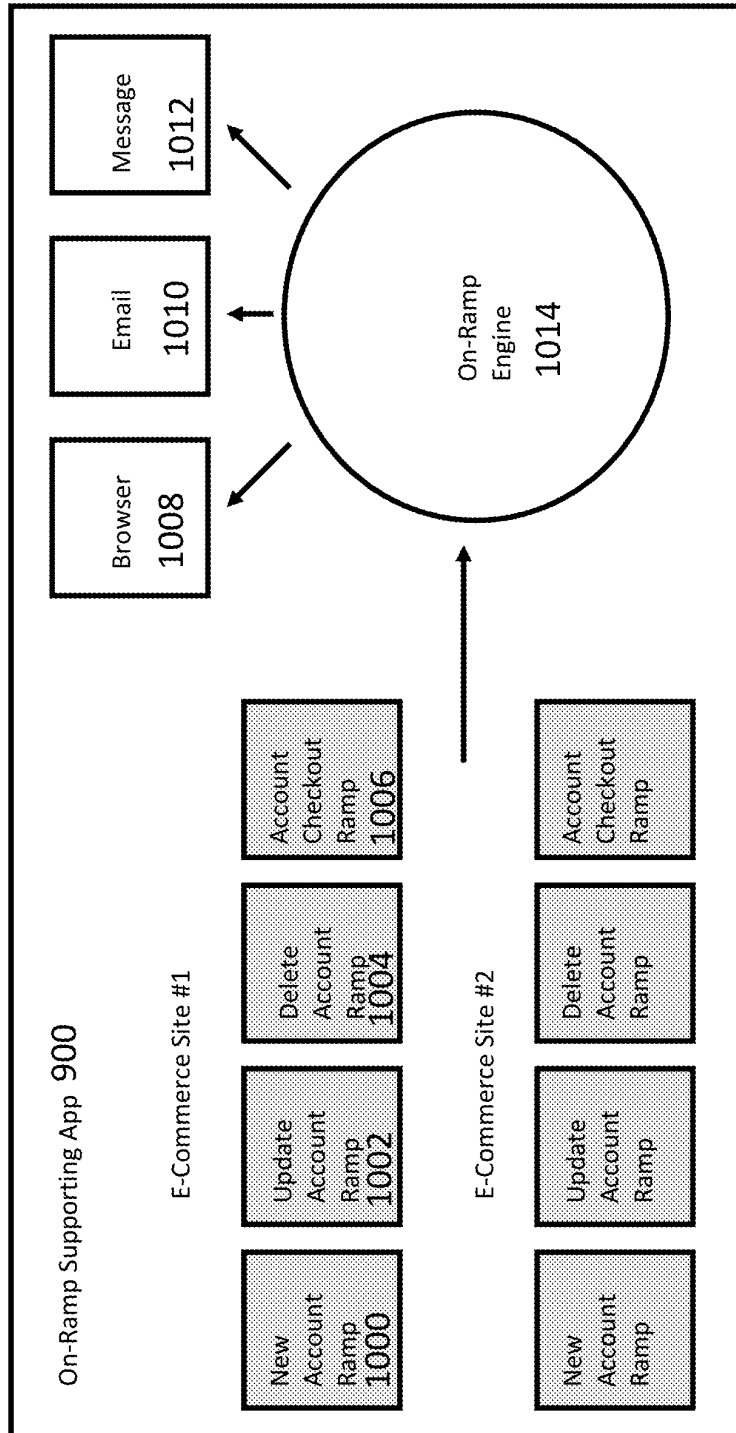 On-Ramp Supporting App 900
E-Commerce Site #1
New
Account
Ramp
1000
Update
Account
Ramp
1002
Delete
Account
Ramp
1004
Account
Checkout
Ramp
1006
E-Commerce Site #2
New
Account
Ramp
Update
Account
Ramp
Delete
Account
Ramp
Account
Checkout
Ramp
Browser
1008
Email
1010
Message
1012
On-Ramp
Engine
1014